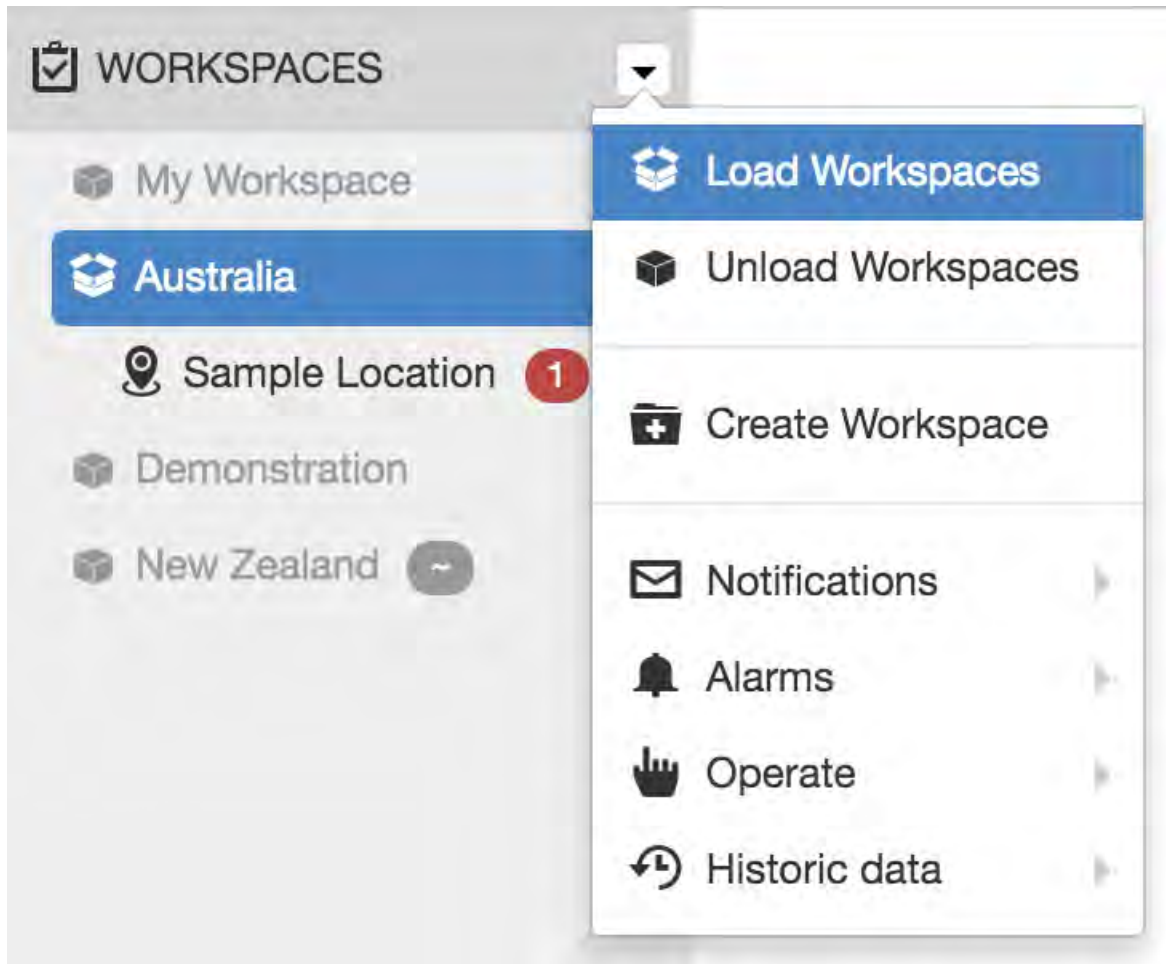 WORKSPACES
My Workspace
Australia
Sample Location 1
Demonstration
New Zealand ~
Load Workspaces
Unload Workspaces
Create Workspace
Notifications
Alarms
Operate
Historic data